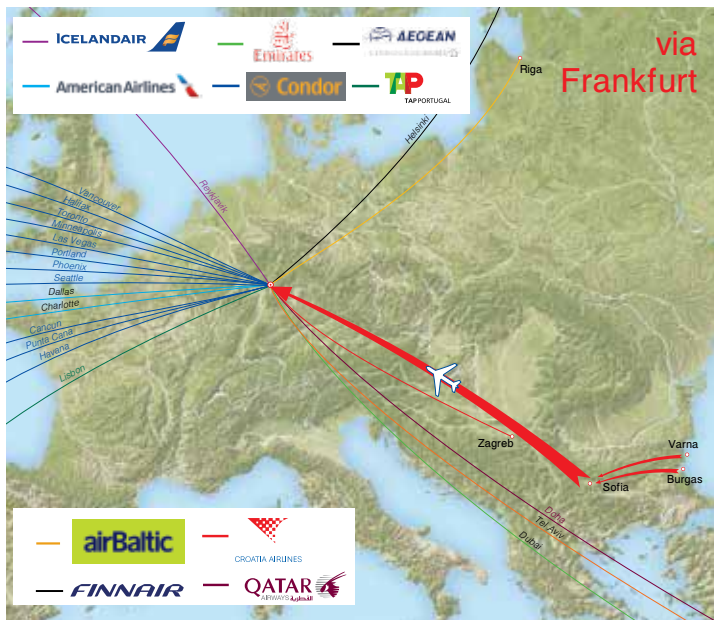 ICELANDAIR
Emirates
AEGEAN
American Airlines
Condor
TAP
TAP PORTUGAL
via
Frankfurt
Riga
Helsinki
Reykjavik
Vancouver
Halifax
Toronto
Minneapolis
Las Vegas
Portland
Phoenix
Seattle
Dallas
Charlotte
Cancun
Punta Cana
Havena
Lisbon
Zagreb
Varna
Burgas
Sofia
Doha
Tel Aviv
Dubai
airBaltic
CROATIA AIRLINES
FINNAIR
QATAR
AIRWAYS القطرية